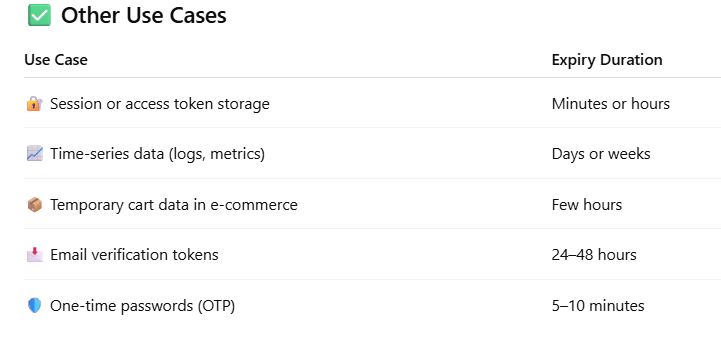 ✅ Other Use Cases
Use Case Expiry Duration
🔐 Session or access token storage Minutes or hours
📈 Time-series data (logs, metrics) Days or weeks
📦 Temporary cart data in e-commerce Few hours
📩 Email verification tokens 24–48 hours
🛡️ One-time passwords (OTP) 5–10 minutes